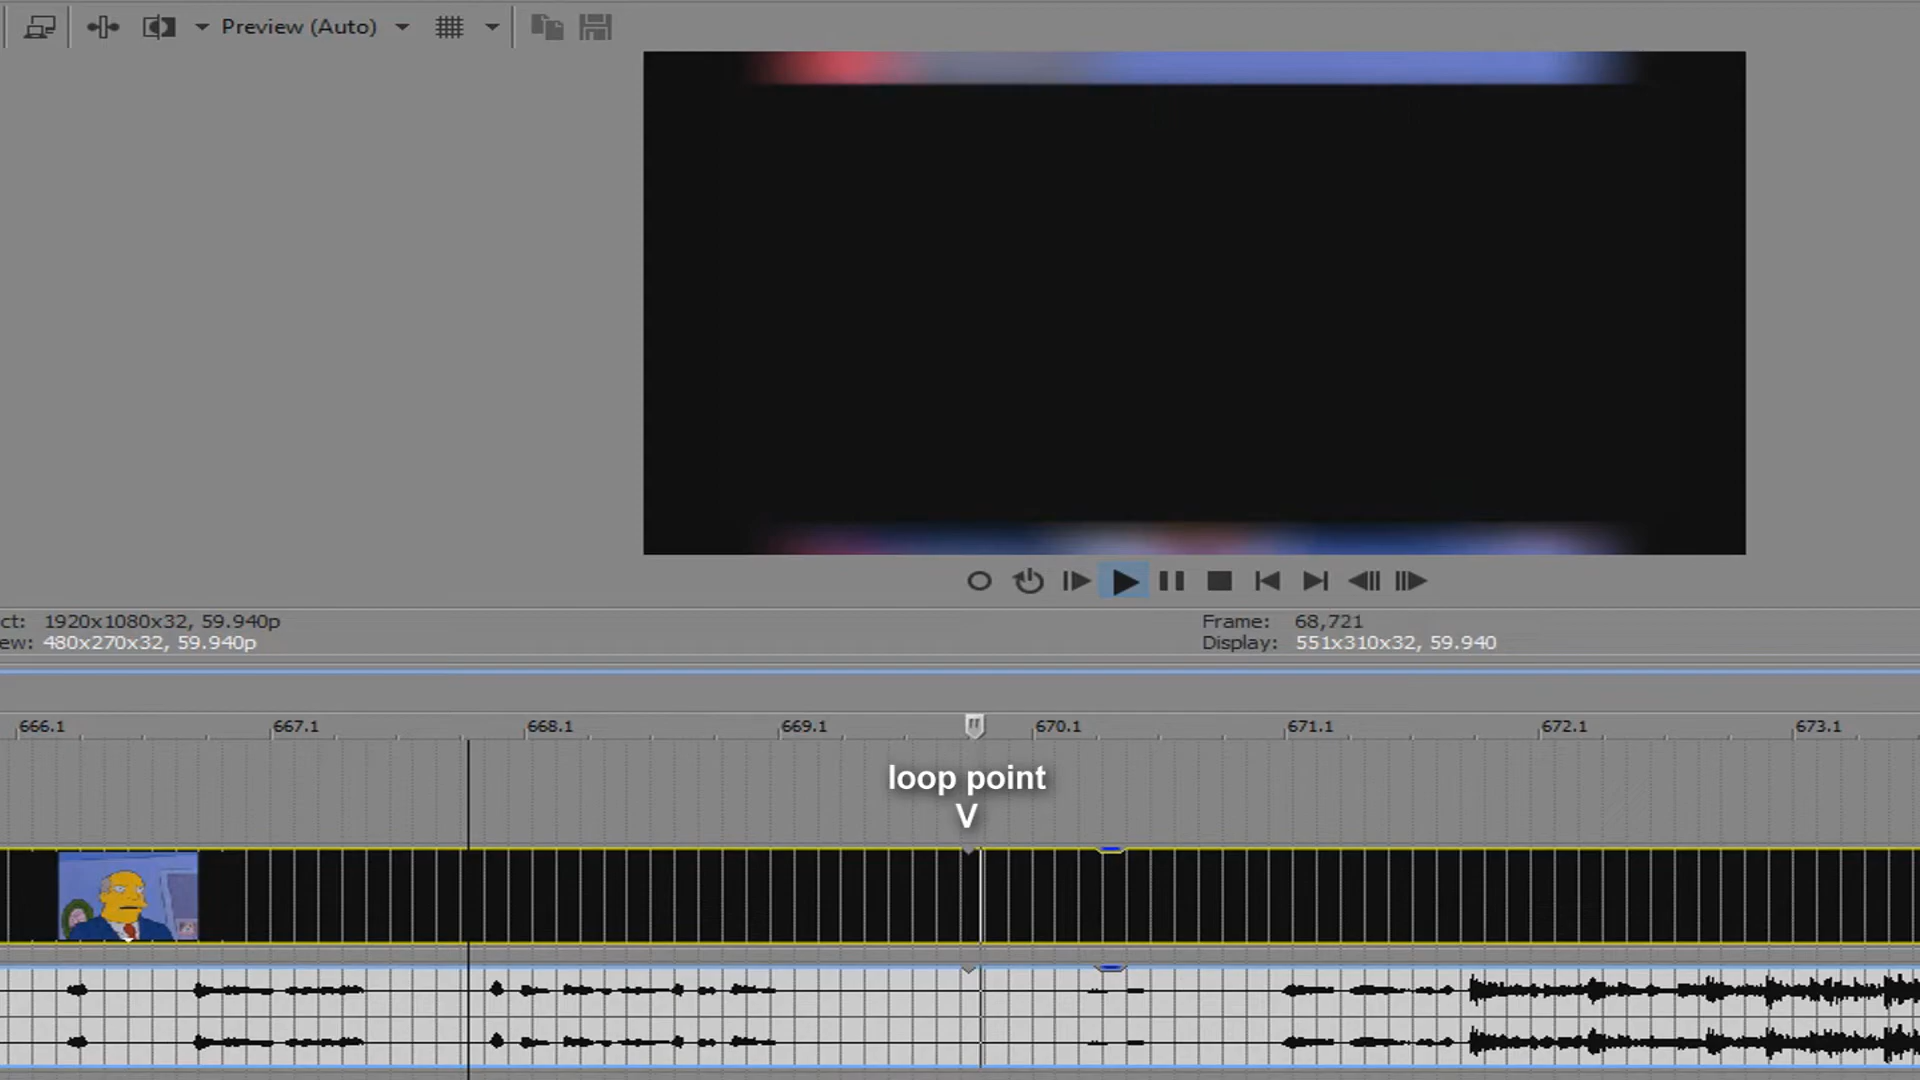 Preview (Auto)
ct: 1920x1080x32, 59.940p
Frame: 68,721
ew: 480x270x32, 59.940p
Display: 551x310x32, 59.940
666.1 667.1 668.1 669.1 670.1 671.1 672.1 673.1
loop point
V